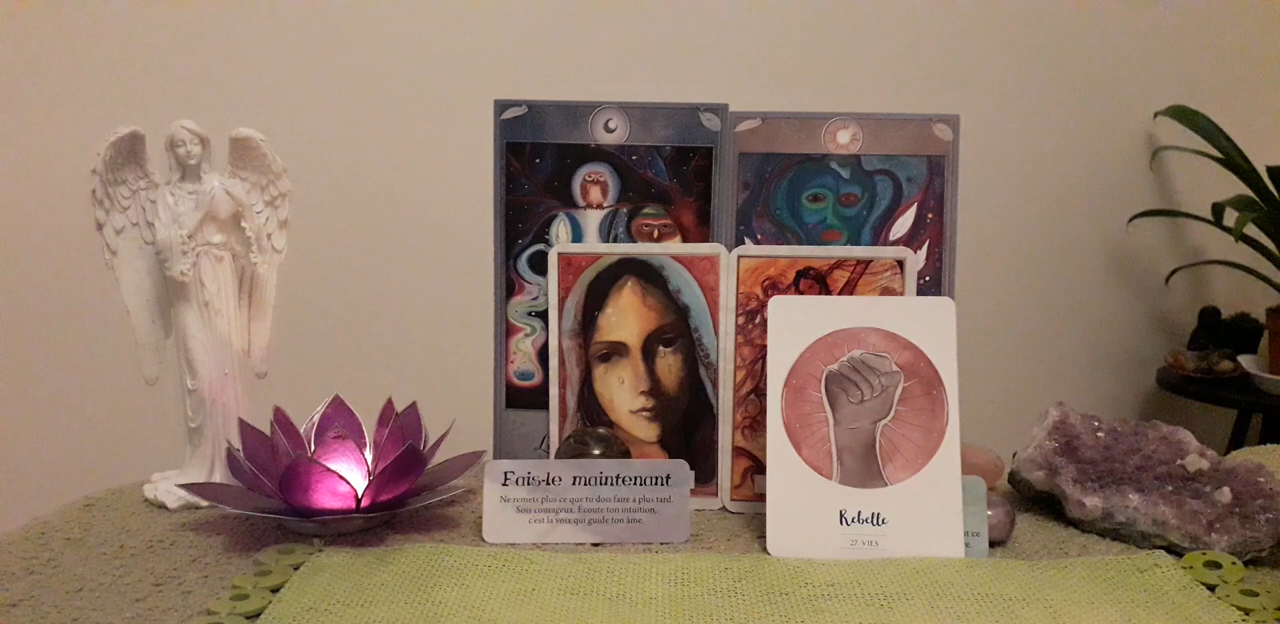 Fais-le maintenant
Ne remets plus ce que tu dois faire à plus tard.
Sois courageux. Écoute ton intuition,
c'est la voix qui guide ton âme.
Rebelle
27 VIES